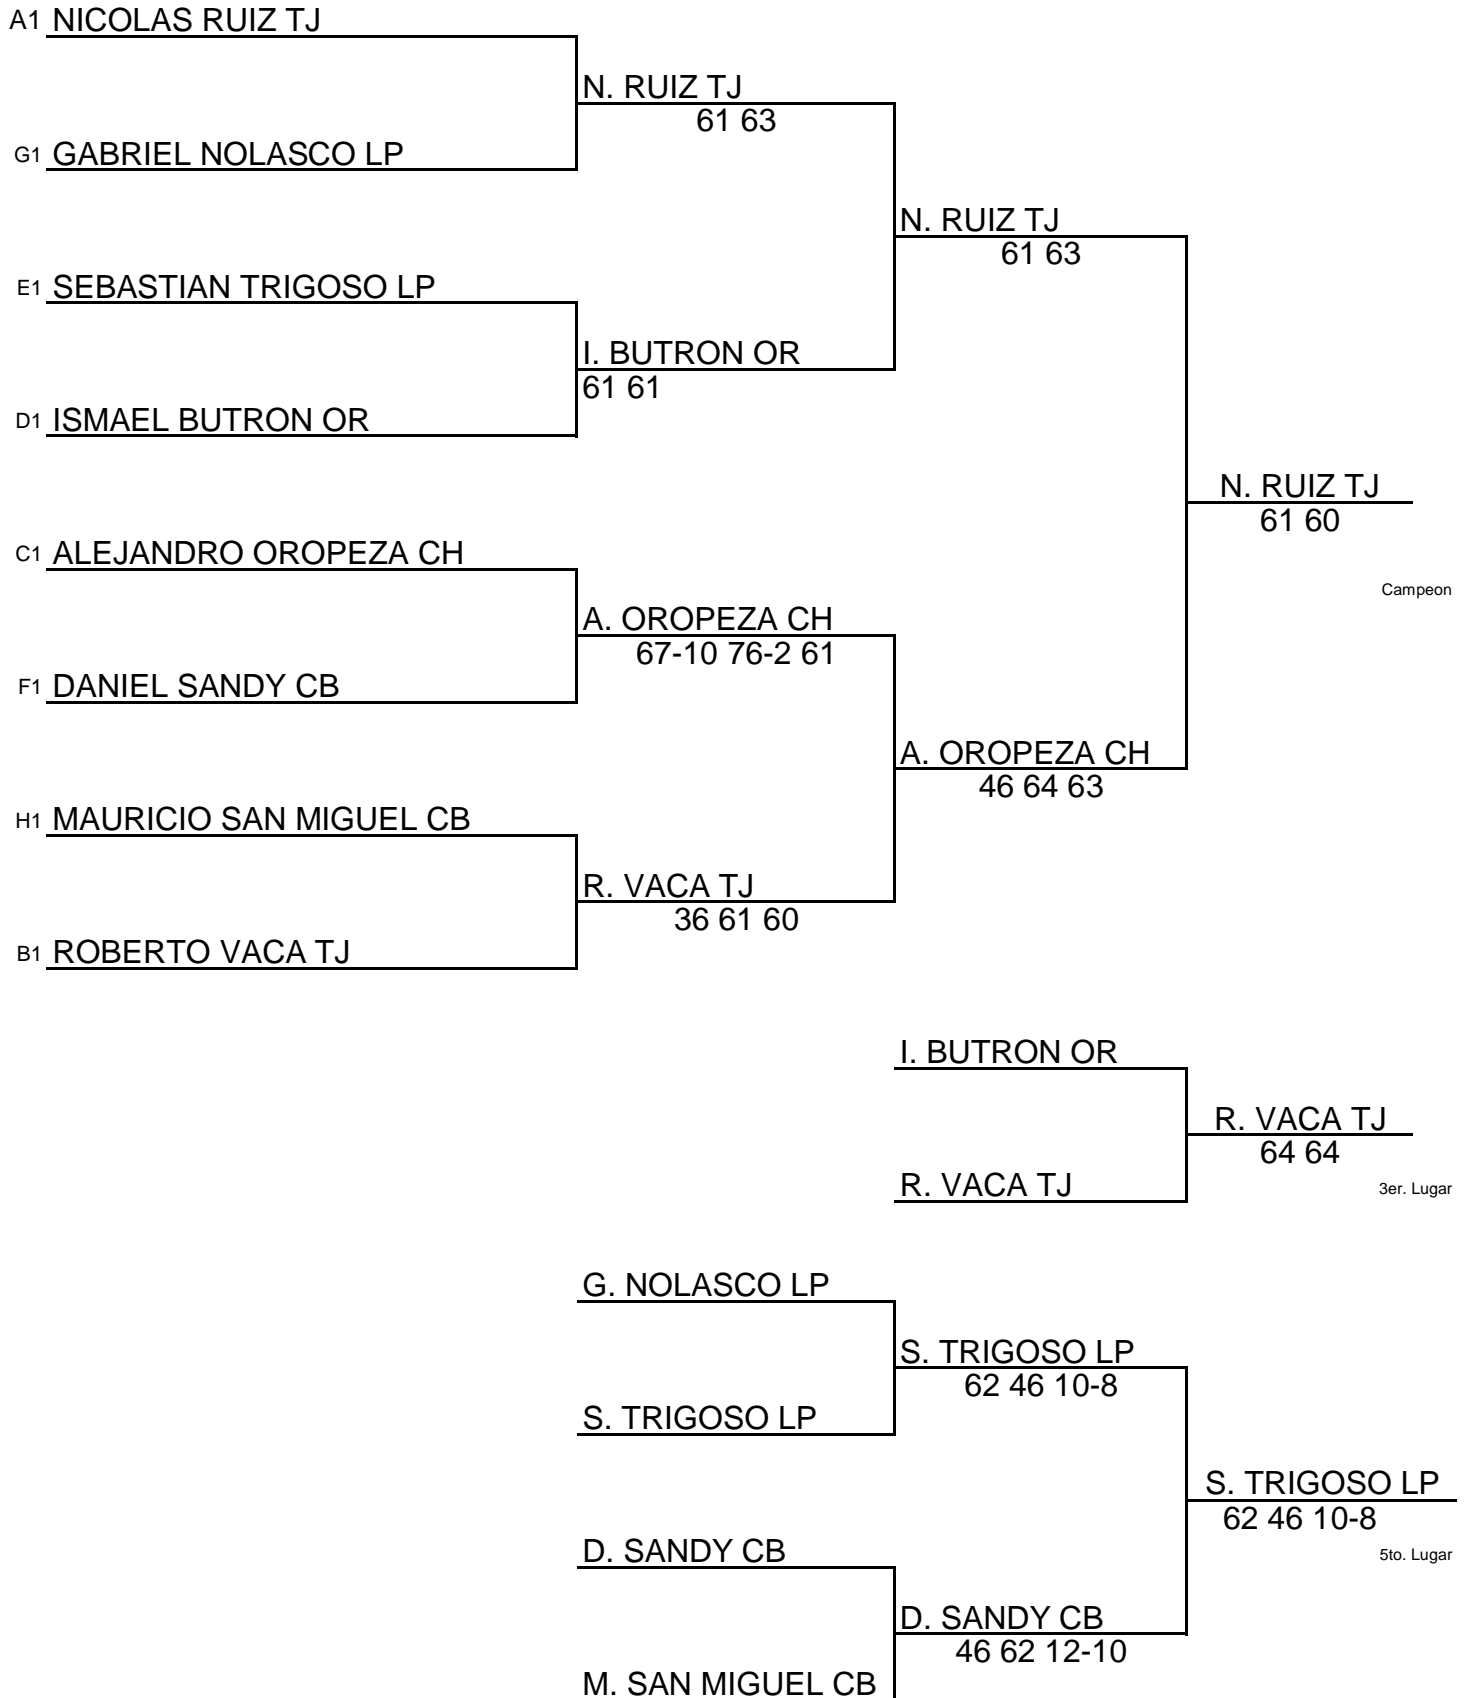 A1 NICOLAS RUIZ TJ
N. RUIZ TJ
61 63
G1 GABRIEL NOLASCO LP
N. RUIZ TJ
61 63
E1 SEBASTIAN TRIGOSO LP
I. BUTRON OR
61 61
D1 ISMAEL BUTRON OR
N. RUIZ TJ
61 60
Campeon
C1 ALEJANDRO OROPEZA CH
A. OROPEZA CH
67-10 76-2 61
F1 DANIEL SANDY CB
A. OROPEZA CH
46 64 63
H1 MAURICIO SAN MIGUEL CB
R. VACA TJ
36 61 60
B1 ROBERTO VACA TJ
I. BUTRON OR
R. VACA TJ
64 64
R. VACA TJ
3er. Lugar
G. NOLASCO LP
S. TRIGOSO LP
62 46 10-8
S. TRIGOSO LP
S. TRIGOSO LP
62 46 10-8
5to. Lugar
D. SANDY CB
D. SANDY CB
46 62 12-10
M. SAN MIGUEL CB